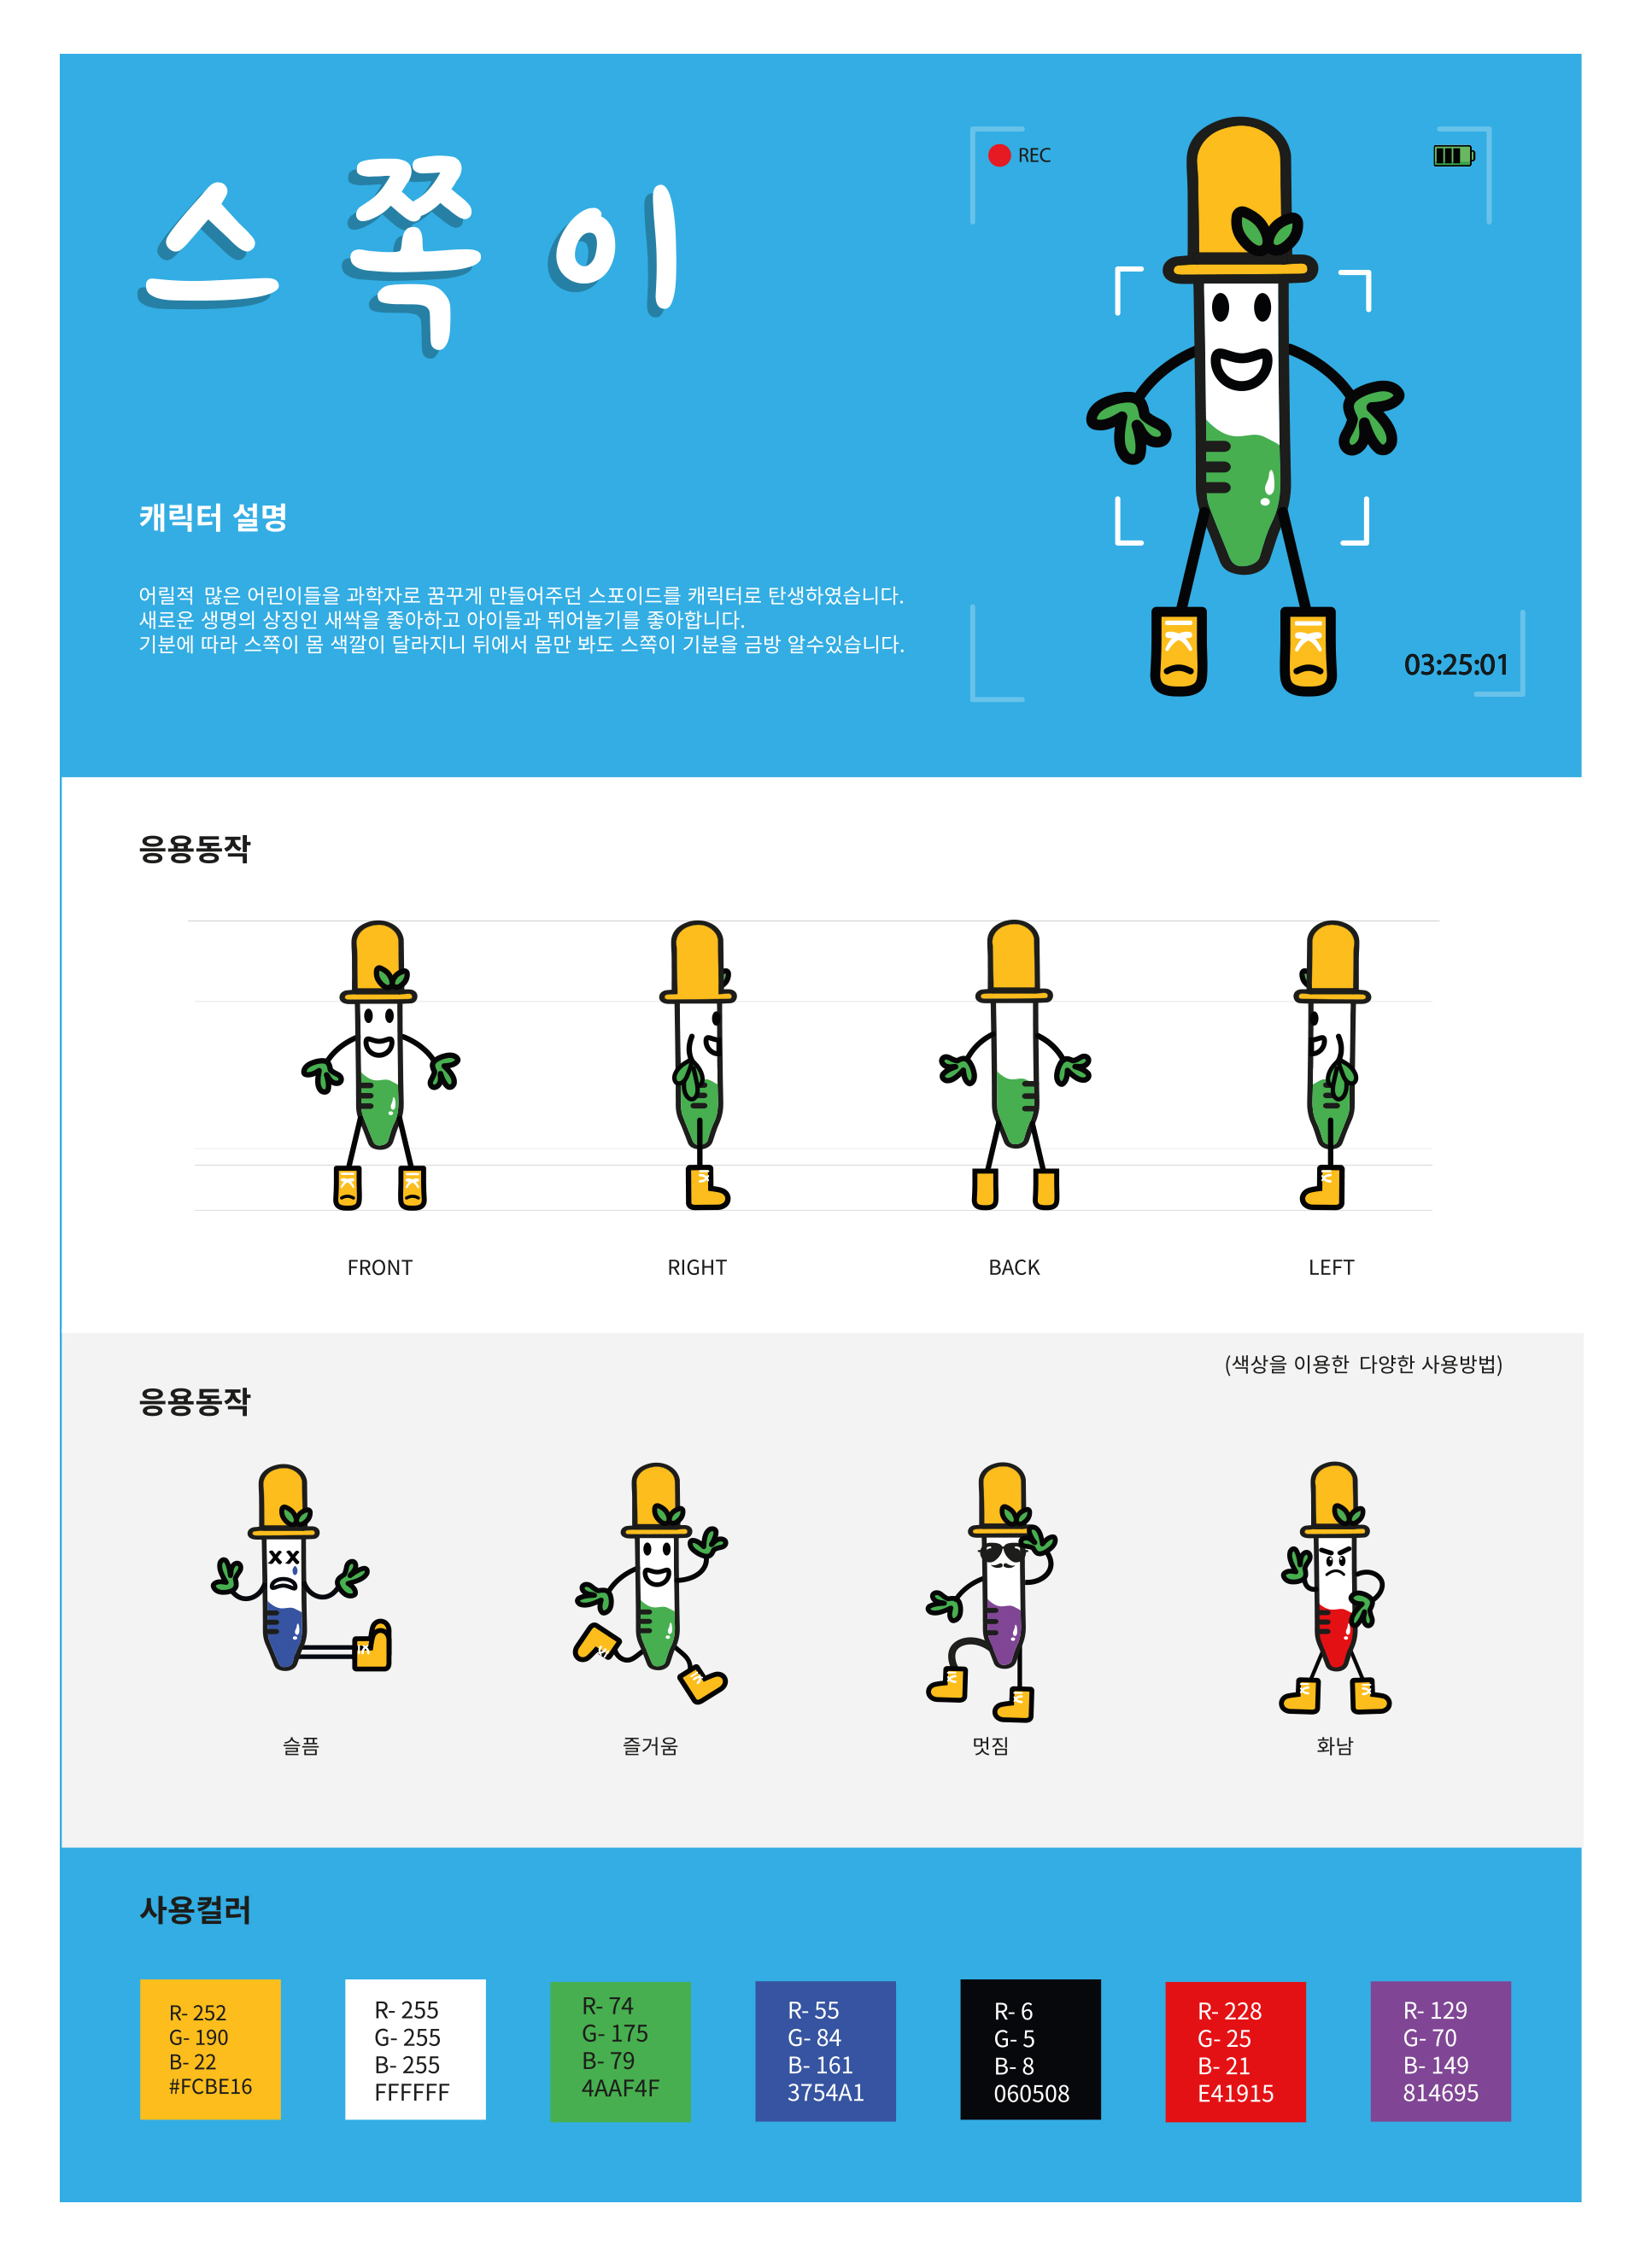 스쪽이
REC
03:25:01
캐릭터 설명
어릴적 많은 어린이들을 과학자로 꿈꾸게 만들어주던 스포이드를 캐릭터로 탄생하였습니다.
새로운 생명의 상징인 새싹을 좋아하고 아이들과 뛰어놀기를 좋아합니다.
기분에 따라 스쪽이 몸 색깔이 달라지니 뒤에서 몸만 봐도 스쪽이 기분을 금방 알수있습니다.
응용동작
FRONT
RIGHT
BACK
LEFT
(색상을 이용한 다양한 사용방법)
응용동작
슬픔
즐거움
멋짐
화남
사용컬러
R- 252
G- 190
B- 22
#FCBE16
R- 255
G- 255
B- 255
FFFFFF
R- 74
G- 175
B- 79
4AAF4F
R- 55
G- 84
B- 161
3754A1
R- 6
G- 5
B- 8
060508
R- 228
G- 25
B- 21
E41915
R- 129
G- 70
B- 149
814695